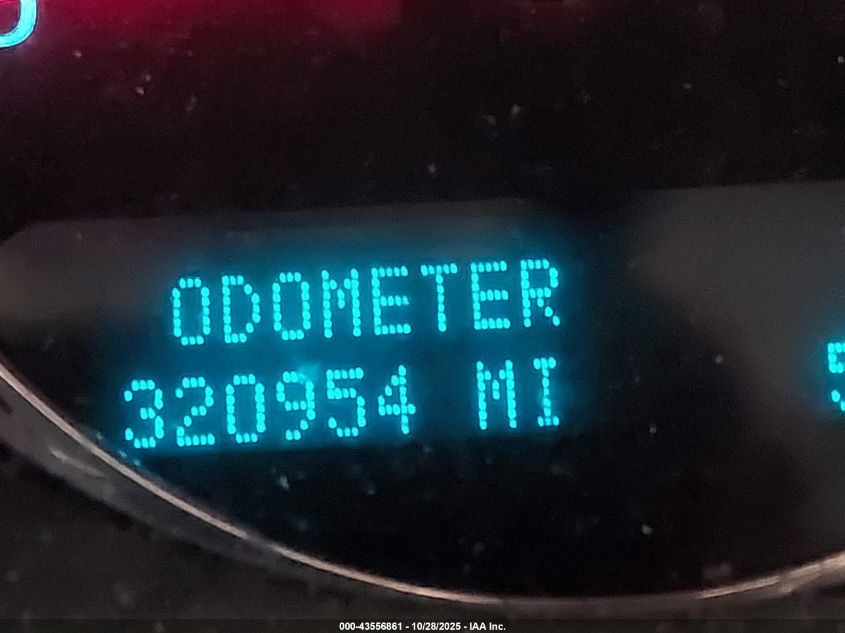 ODOMETER
320954 MI
000-43556861 - 10/28/2025 - IAA Inc.